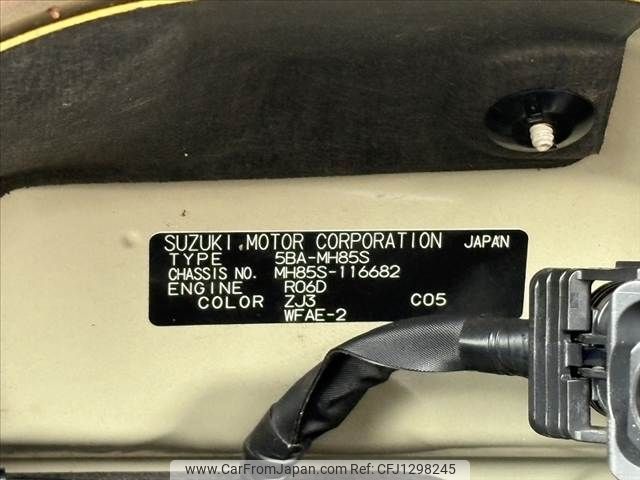 SUZUKI MOTOR CORPORATION JAPAN
TYPE 5BA-MH85S
CHASSIS NO. MH85S-116682
ENGINE R06D
COLOR ZJ3 C05
WFAE-2
www.CarFromJapan.com © CarFromJapan - CFJ1298245